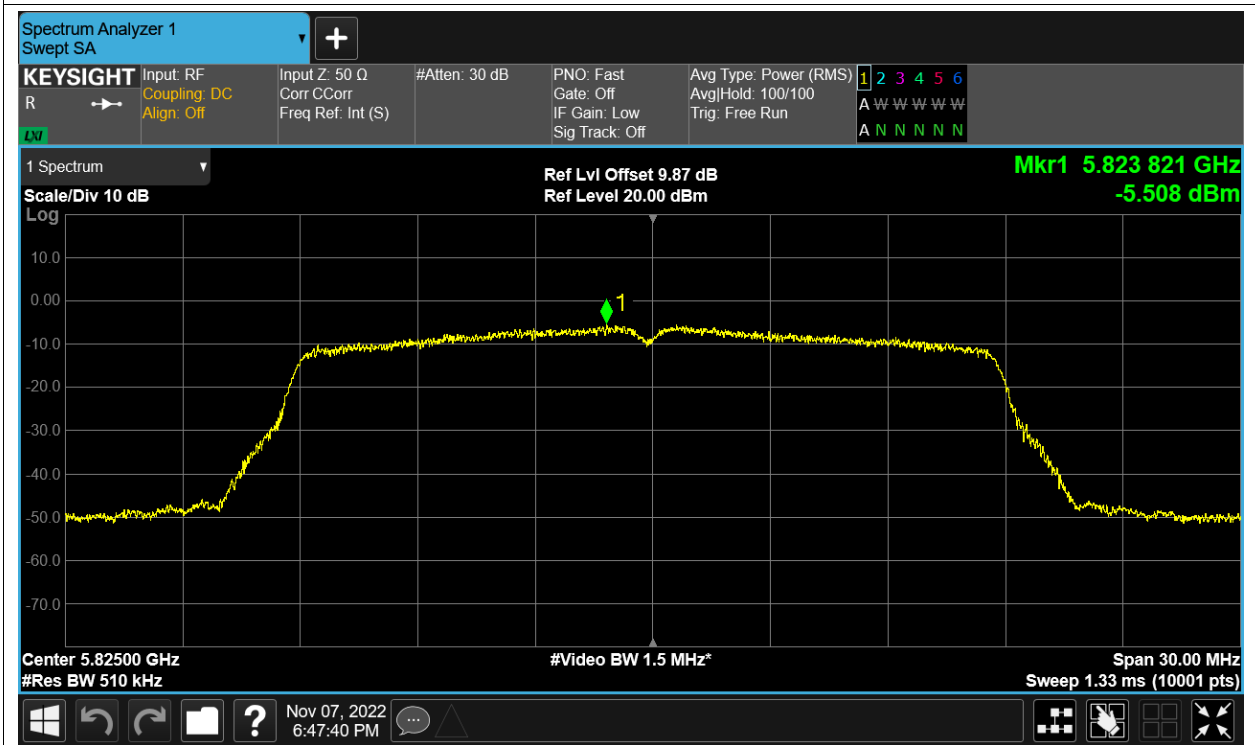 Spectrum Analyzer 1
Swept SA
+
KEYSIGHT
R
LXI
Input: RF
Coupling: DC
Align: Off
Input Z: 50 Ω
Corr CCorr
Freq Ref: Int (S)
#Atten: 30 dB
PNO: Fast
Gate: Off
IF Gain: Low
Sig Track: Off
Avg Type: Power (RMS)
Avg|Hold: 100/100
Trig: Free Run
1 2 3 4 5 6
A W W W W W
A N N N N N
1 Spectrum
Scale/Div 10 dB
Ref Lvl Offset 9.87 dB
Ref Level 20.00 dBm
Mkr1 5.823 821 GHz
-5.508 dBm
Log
10.0
0.00
-10.0
-20.0
-30.0
-40.0
-50.0
-60.0
-70.0
1
Center 5.82500 GHz
#Res BW 510 kHz
#Video BW 1.5 MHz*
Span 30.00 MHz
Sweep 1.33 ms (10001 pts)
?
Nov 07, 2022
6:47:40 PM